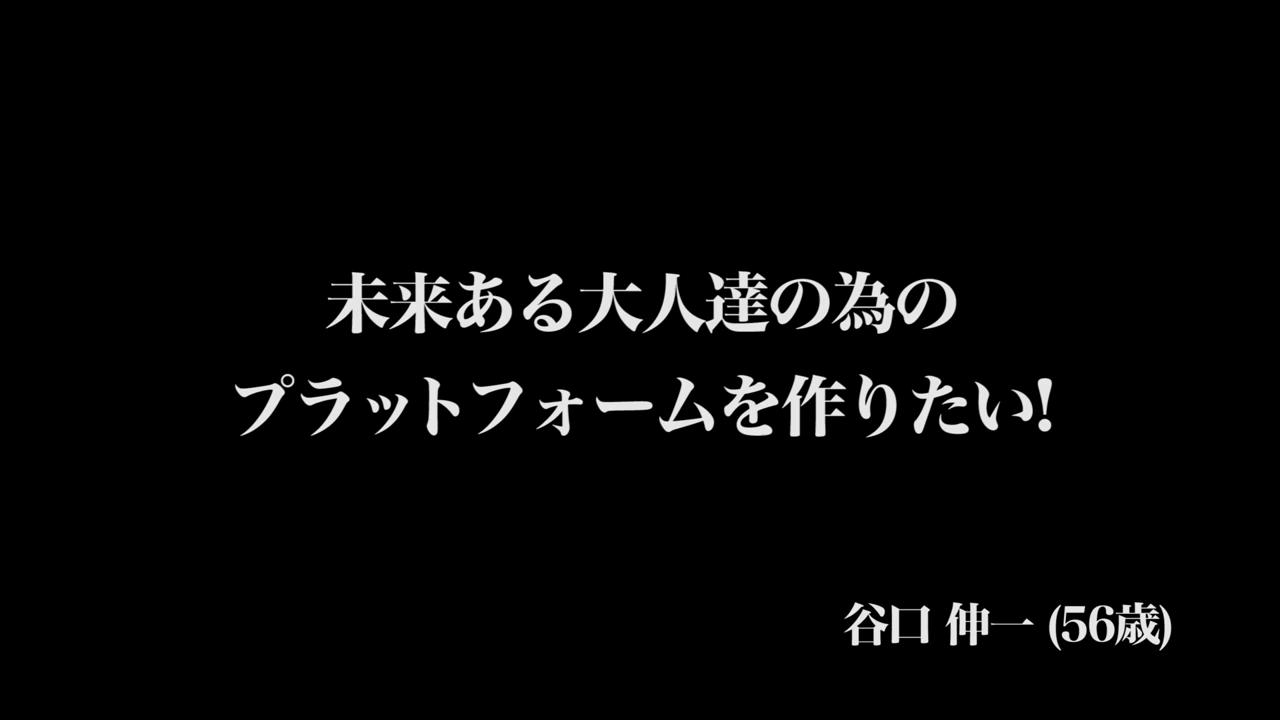 未来ある大人達の為の
プラットフォームを作りたい!
谷口 伸一 (56歳)